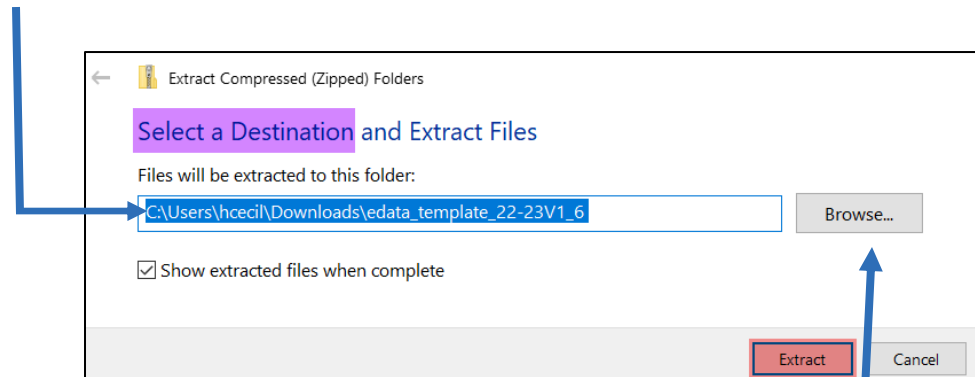 Extract Compressed (Zipped) Folders
Select a Destination and Extract Files
Files will be extracted to this folder:
C:\Users\hcecil\Downloads\edata_template_22-23V1_6
Browse...
Show extracted files when complete
Extract
Cancel